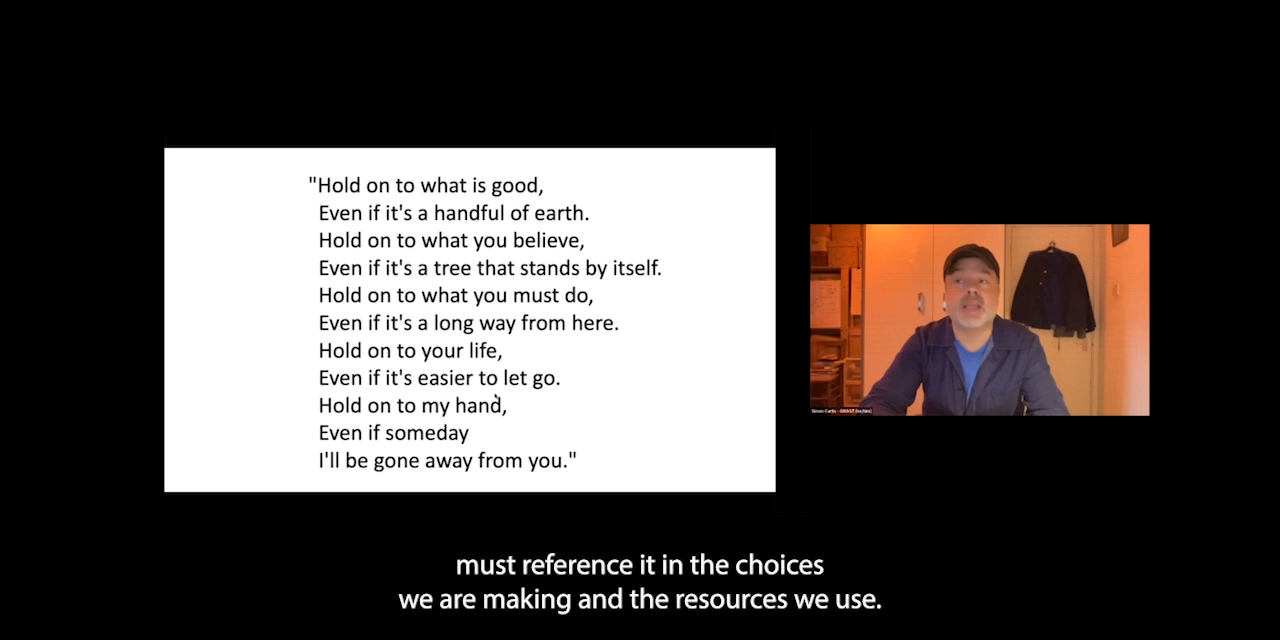 "Hold on to what is good,
Even if it's a handful of earth.
Hold on to what you believe,
Even if it's a tree that stands by itself.
Hold on to what you must do,
Even if it's a long way from here.
Hold on to your life,
Even if it's easier to let go.
Hold on to my hand,
Even if someday
I'll be gone away from you."
Simon Curtis -
must reference it in the choices
we are making and the resources we use.